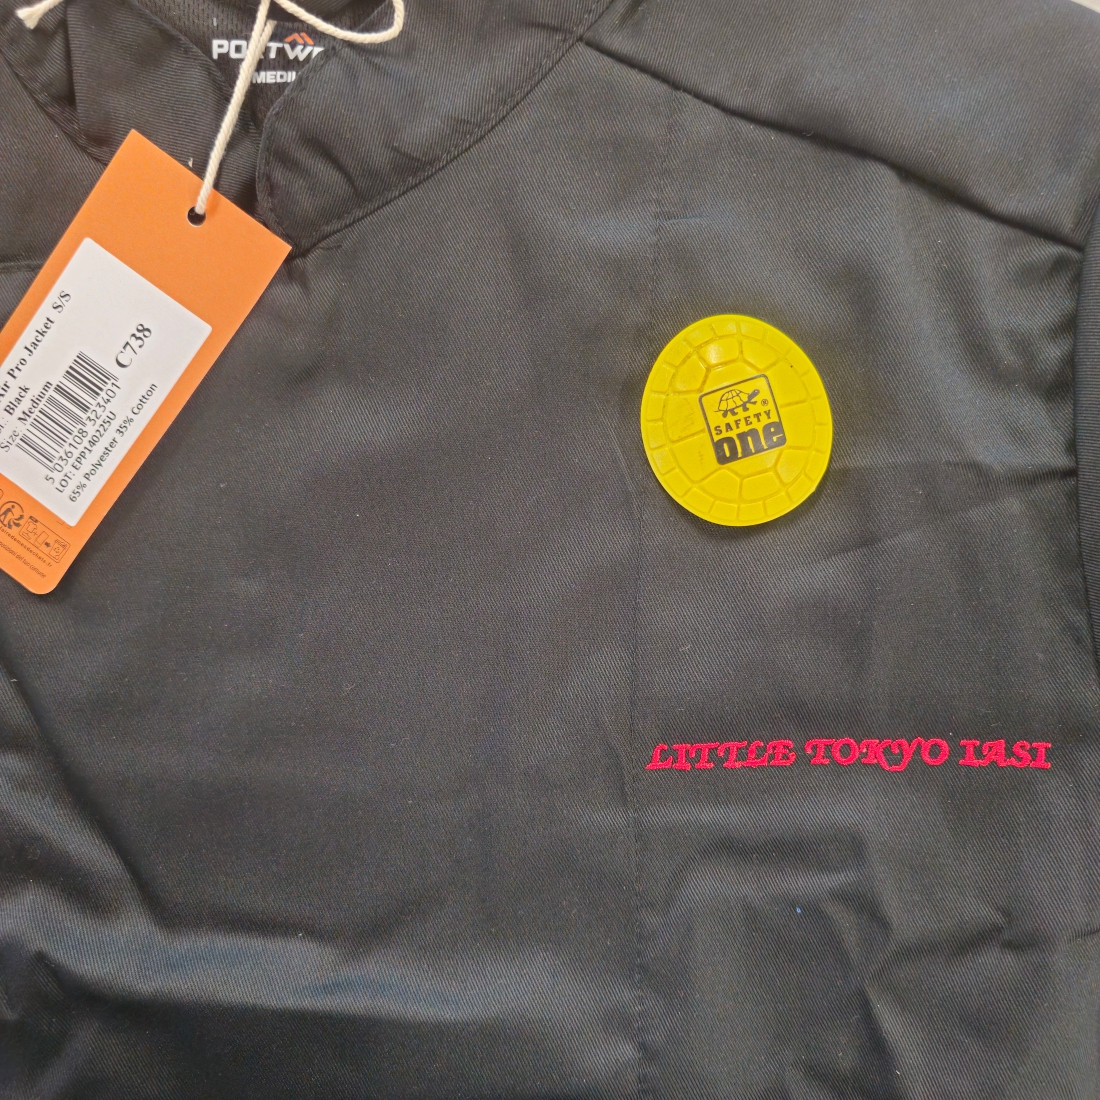 PORTW
MEDIU
Air Pro Jacket S/S
Black
Size: Medium
C738
5 036108 323401
LOT: EPP140225U
65% Polyester 35% Cotton
SAFETY
one
®
LITTLE TOKYO IASI